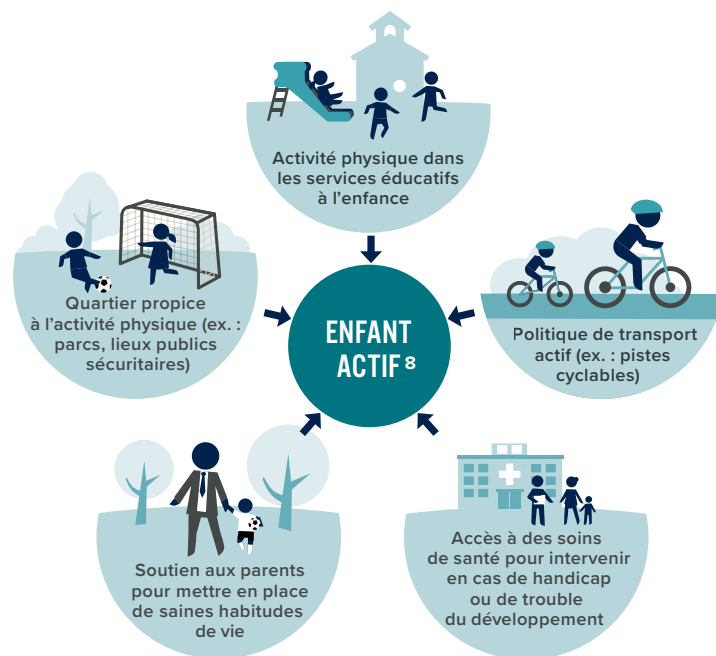 Activité physique dans
les services éducatifs
à l'enfance
Quartier propice
à l'activité physique (ex. :
parcs, lieux publics
sécuritaires)
ENFANT
ACTIF 8
Politique de transport
actif (ex. : pistes
cyclables)
Soutien aux parents
pour mettre en place
de saines habitudes
de vie
Accès à des soins
de santé pour intervenir
en cas de handicap
ou de trouble
du développement